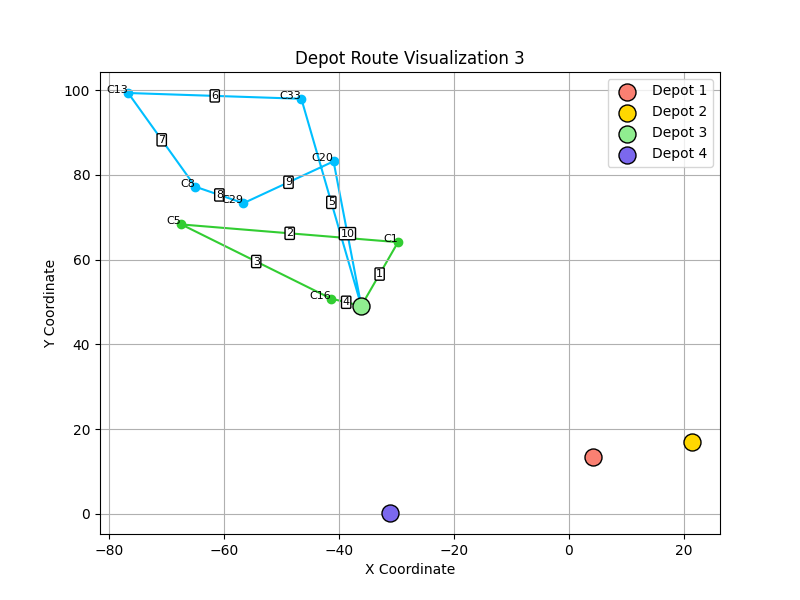 Depot Route Visualization 3
Depot 1
Depot 2
Depot 3
Depot 4
C13
6
C33
7
C20
C8
8
C29
9
5
C5
2
10
C1
3
1
C16
4
100
80
60
40
20
0
−80
−60
−40
−20
0
20
X Coordinate
Y Coordinate